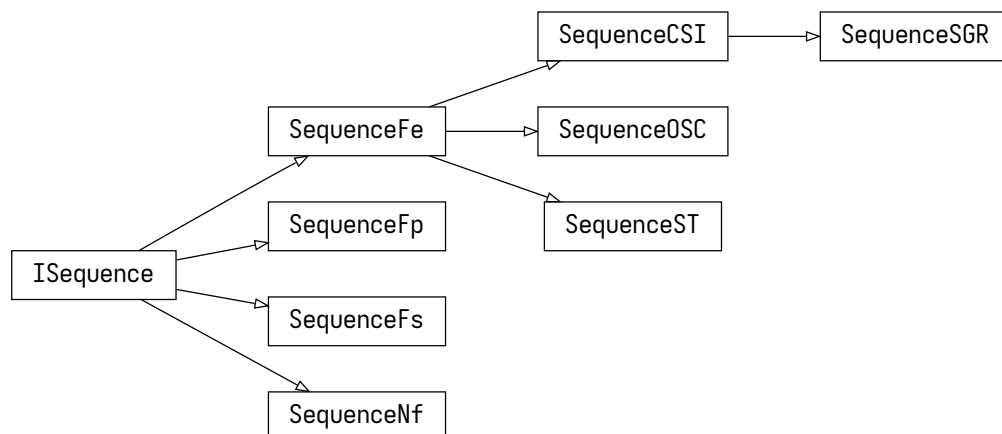 SequenceCSI
SequenceSGR
SequenceFe
SequenceOSC
SequenceFp
SequenceST
ISequence
SequenceFs
SequenceNf